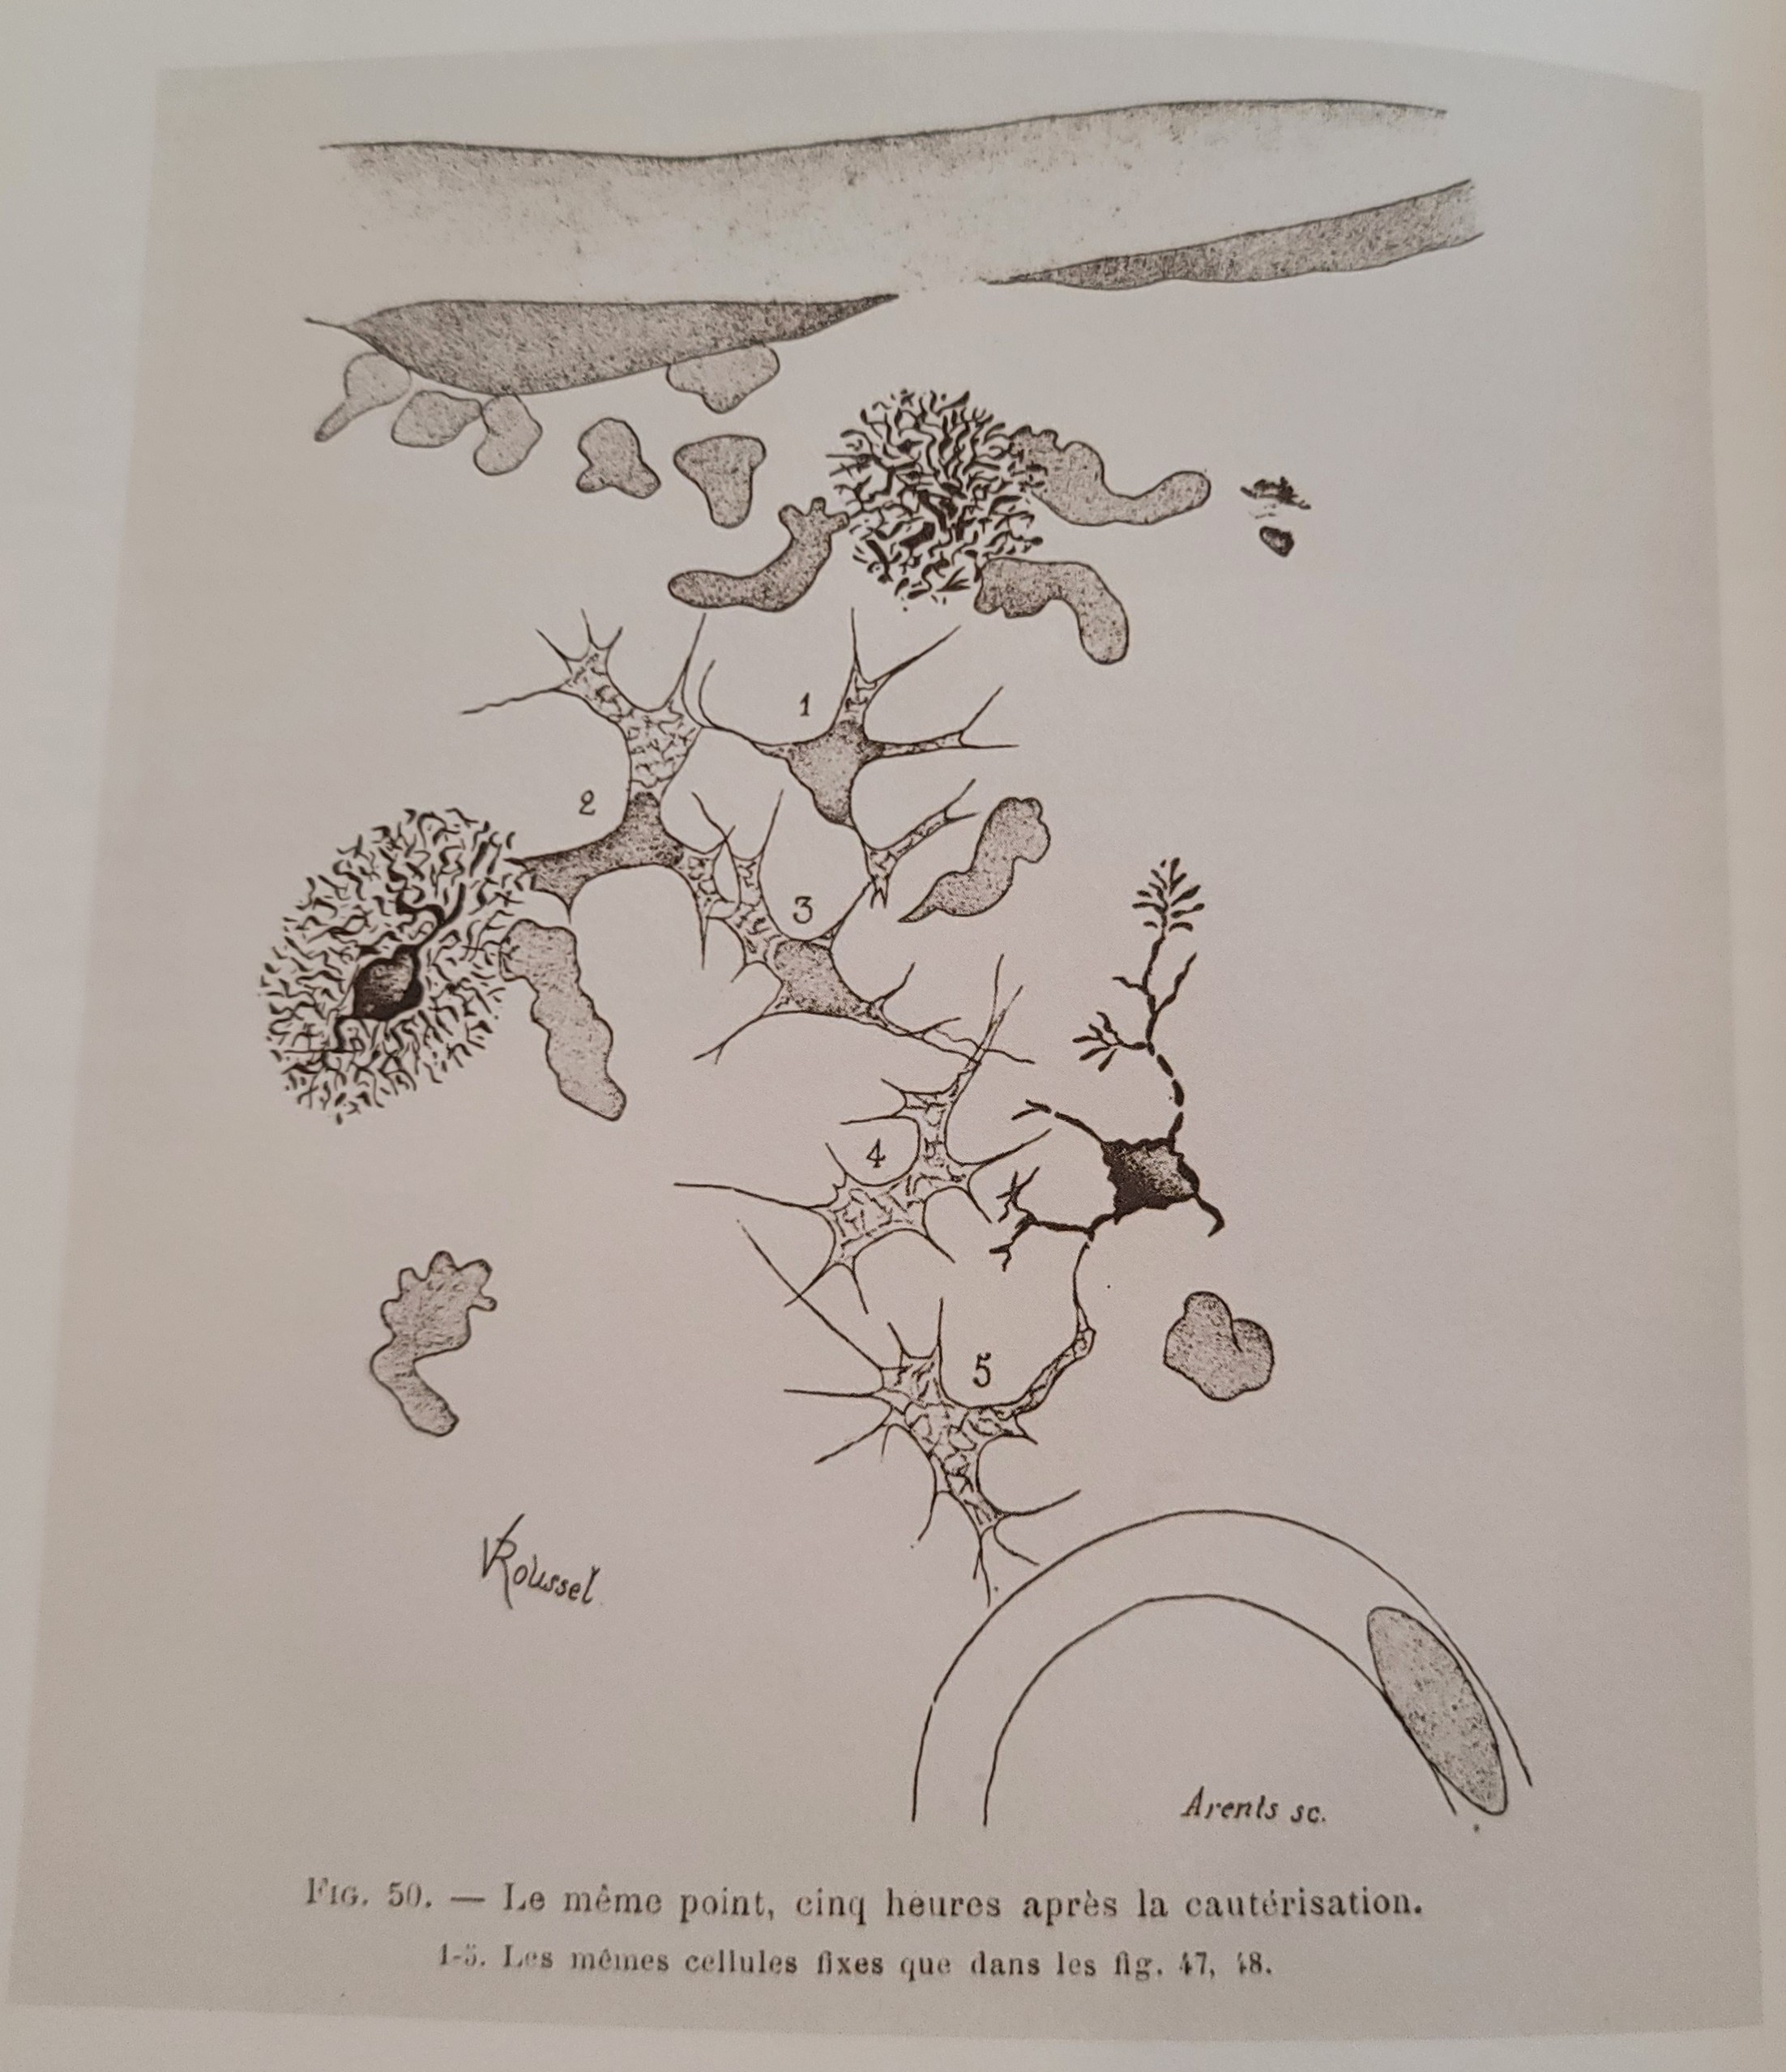 1
2
3
4
5
VRoussel
Arents sc.
FIG. 50. — Le même point, cinq heures après la cautérisation.
1-5. Les mêmes cellules fixes que dans les fig. 47, 48.